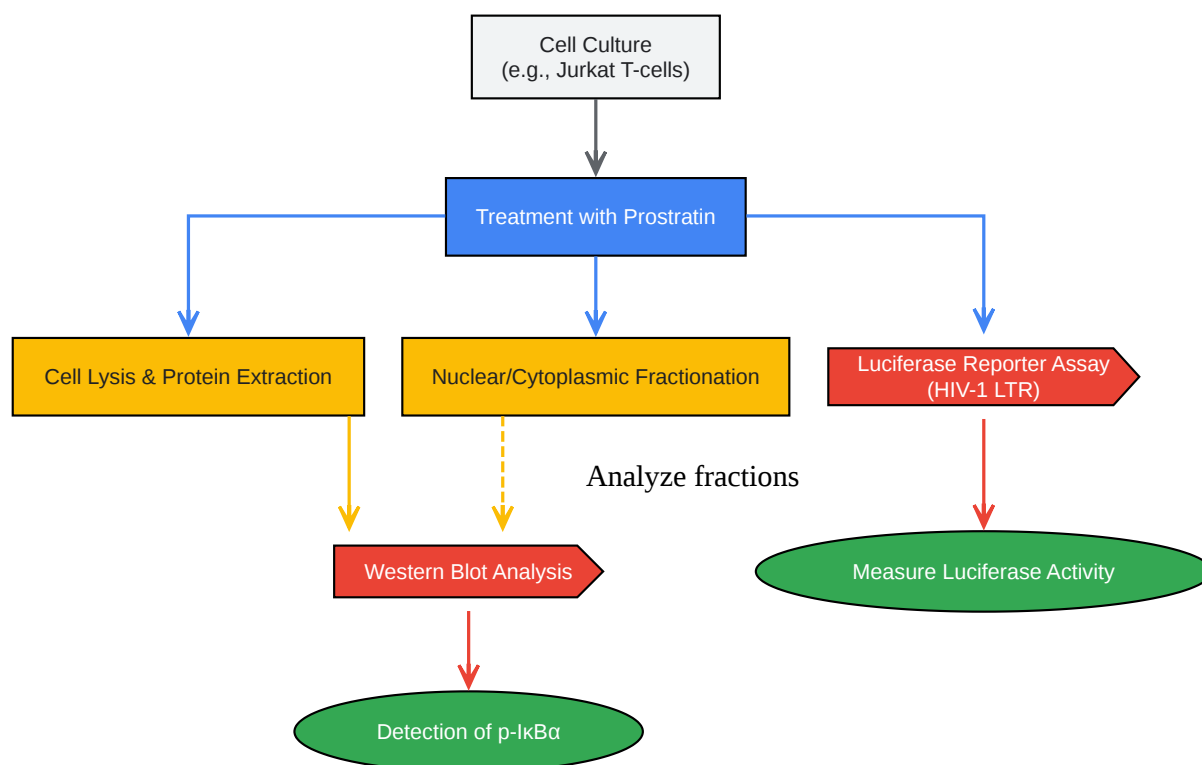 Cell Culture
(e.g., Jurkat T-cells)
Treatment with Prostratin
Cell Lysis & Protein Extraction
Nuclear/Cytoplasmic Fractionation
Luciferase Reporter Assay
(HIV-1 LTR)
Analyze fractions
Western Blot Analysis
Measure Luciferase Activity
Detection of p-IκBα